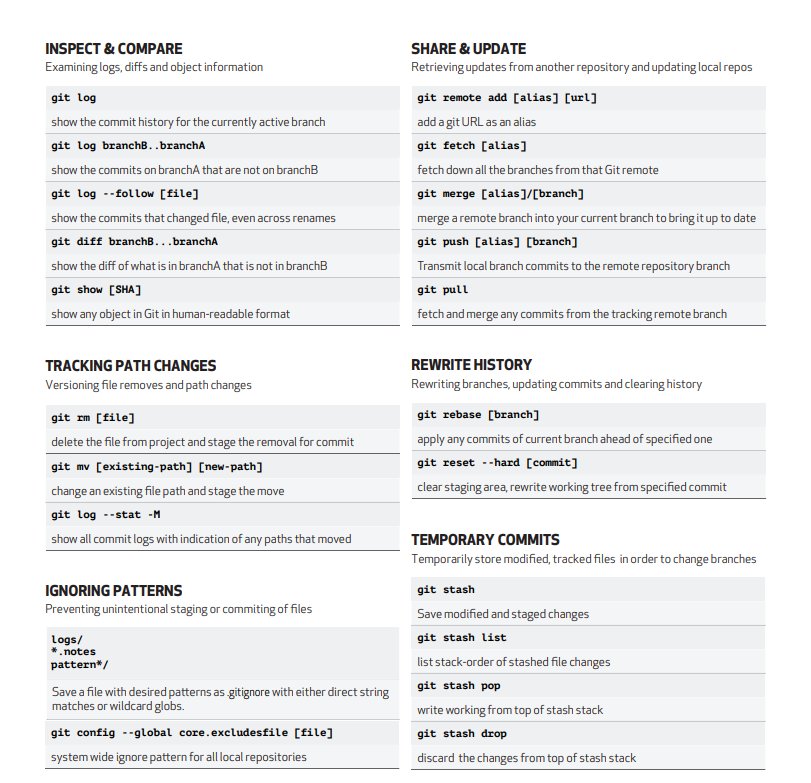 INSPECT & COMPARE
Examining logs, diffs and object information
git log
show the commit history for the currently active branch
git log branchB..branchA
show the commits on branchA that are not on branchB
git log --follow [file]
show the commits that changed file, even across renames
git diff branchB...branchA
show the diff of what is in branchA that is not in branchB
git show [SHA]
show any object in Git in human-readable format
TRACKING PATH CHANGES
Versioning file removes and path changes
git rm [file]
delete the file from project and stage the removal for commit
git mv [existing-path] [new-path]
change an existing file path and stage the move
git log --stat -M
show all commit logs with indication of any paths that moved
IGNORING PATTERNS
Preventing unintentional staging or commiting of files
logs/
*.notes
pattern*/
Save a file with desired patterns as .gitignore with either direct string
matches or wildcard globs.
git config --global core.excludesfile [file]
system wide ignore pattern for all local repositories
SHARE & UPDATE
Retrieving updates from another repository and updating local repos
git remote add [alias] [url]
add a git URL as an alias
git fetch [alias]
fetch down all the branches from that Git remote
git merge [alias]/[branch]
merge a remote branch into your current branch to bring it up to date
git push [alias] [branch]
Transmit local branch commits to the remote repository branch
git pull
fetch and merge any commits from the tracking remote branch
REWRITE HISTORY
Rewriting branches, updating commits and clearing history
git rebase [branch]
apply any commits of current branch ahead of specified one
git reset --hard [commit]
clear staging area, rewrite working tree from specified commit
TEMPORARY COMMITS
Temporarily store modified, tracked files in order to change branches
git stash
Save modified and staged changes
git stash list
list stack-order of stashed file changes
git stash pop
write working from top of stash stack
git stash drop
discard the changes from top of stash stack